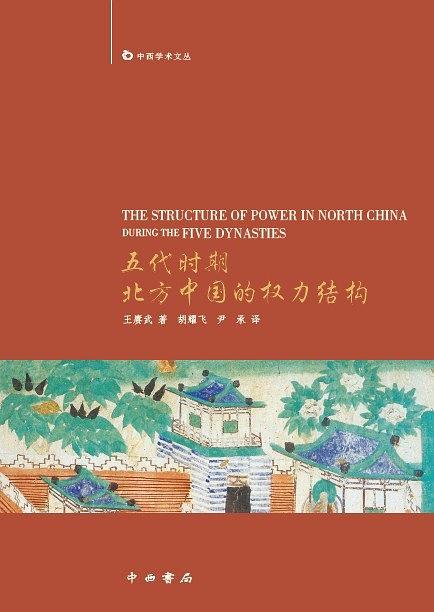 中西学术文丛
THE STRUCTURE OF POWER IN NORTH CHINA
DURING THE FIVE DYNASTIES
五代时期
北方中国的权力结构
王赓武 著 胡耀飞 尹 承 译
中西书局